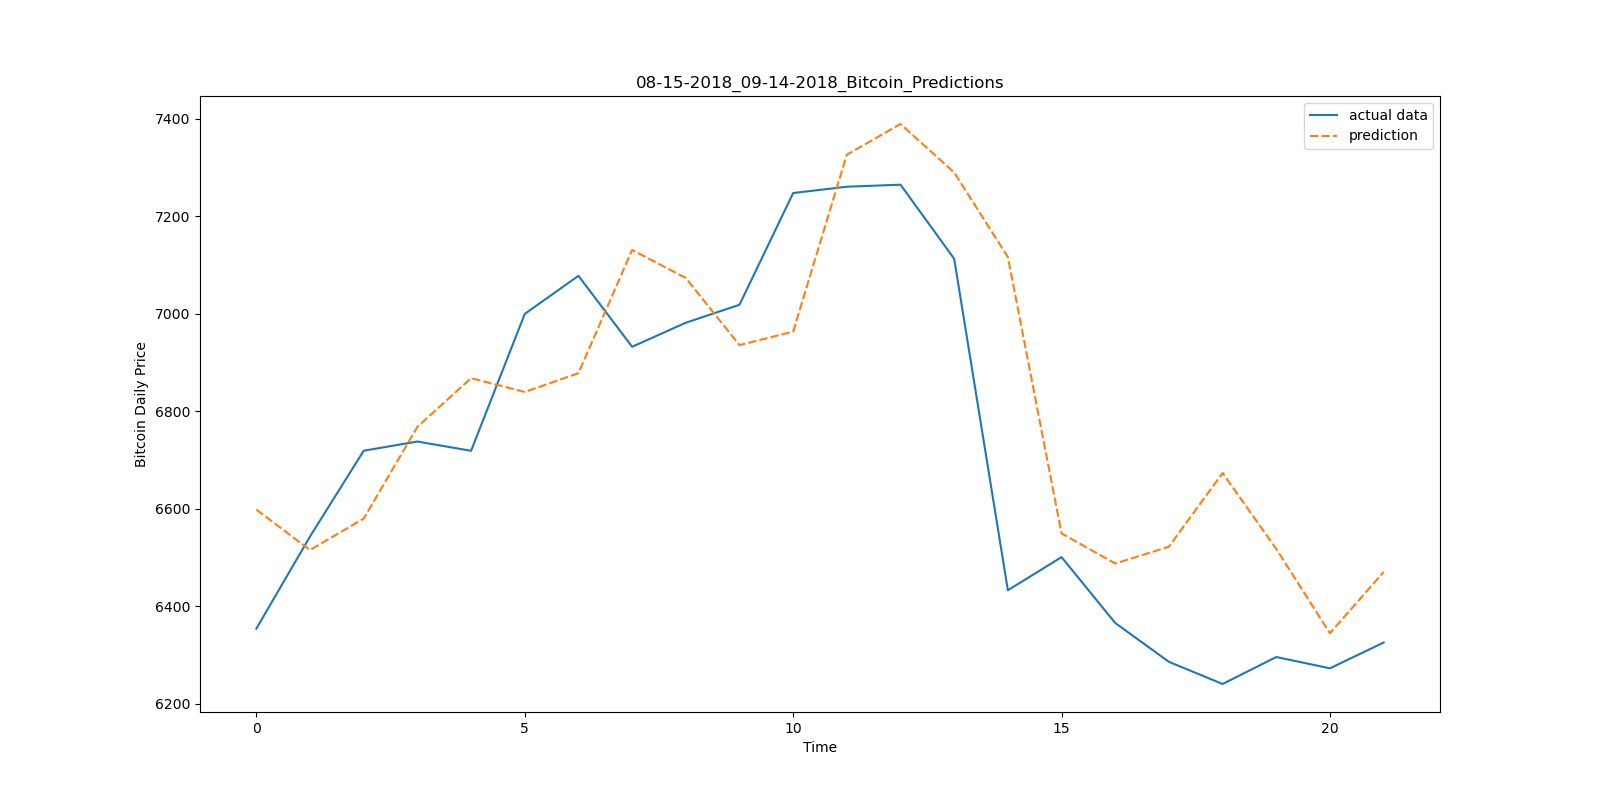 08-15-2018_09-14-2018_Bitcoin_Predictions
actual data
prediction
Bitcoin Daily Price
7400
7200
7000
6800
6600
6400
6200
0 5 10 15 20
Time